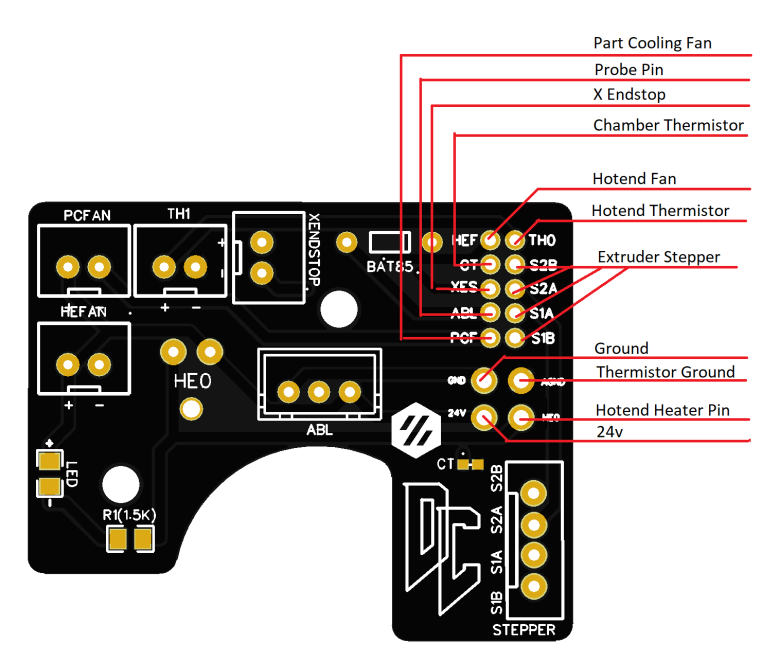 Part Cooling Fan
Probe Pin
X Endstop
Chamber Thermistor
Hotend Fan
Hotend Thermistor
Extruder Stepper
Ground
Thermistor Ground
Hotend Heater Pin
24v
PCFAN
TH1
XENDSTOP
+
-
BAT85
HEF
TH0
CT
S2B
XES
S2A
ABL
S1A
PCF
S1B
+ -
HEFAN
+ -
HE0
ABL
GND
AGND
24V
HE0
+
LED
-
R1(1.5K)
CT
DC
S2B
S2A
S1A
S1B
STEPPER